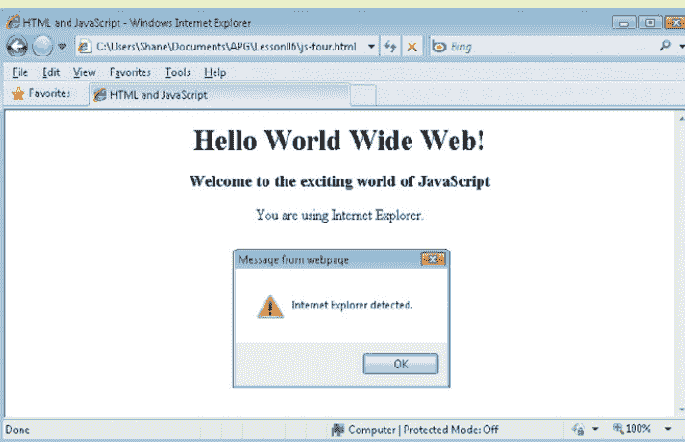 HTML and JavaScript - Windows Internet Explorer
C:\Users\Shane\Documents\APG\Lesson16\js-four.html
Bing
File Edit View Favorites Tools Help
Favorites HTML and JavaScript
Hello World Wide Web!
Welcome to the exciting world of JavaScript
You are using Internet Explorer.
Message from webpage
Internet Explorer detected.
OK
Done Computer | Protected Mode: Off 100%